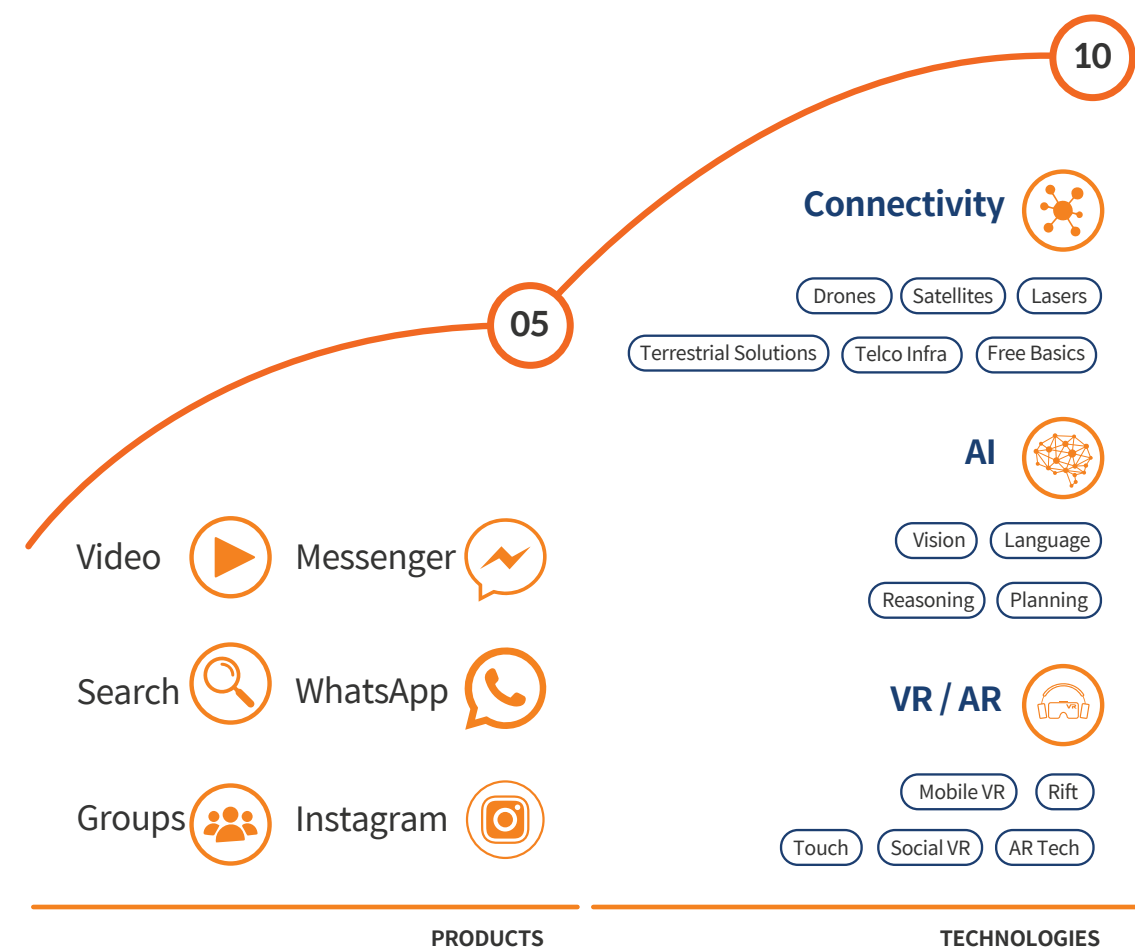 10
Connectivity
Drones Satellites Lasers
Terrestrial Solutions Telco Infra Free Basics
05
AI
Vision Language
Reasoning Planning
Video Messenger
Search WhatsApp
Groups Instagram
VR / AR
VR
Mobile VR Rift
Touch Social VR AR Tech
PRODUCTS
TECHNOLOGIES